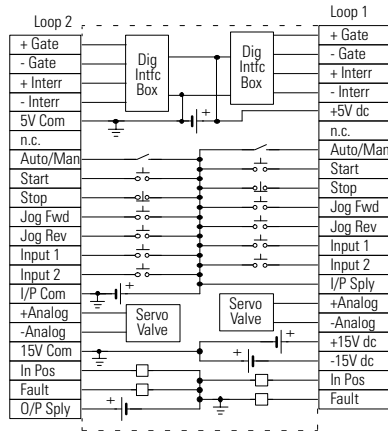 Loop 2
+ Gate
- Gate
+ Interr
- Interr
5V Com
n.c.
Auto/Man
Start
Stop
Jog Fwd
Jog Rev
Input 1
Input 2
I/P Com
+Analog
-Analog
15V Com
In Pos
Fault
O/P Sply
Dig
Intfc
Box
+
+
Servo
Valve
+
Dig
Intfc
Box
Servo
Valve
+
+
Loop 1
+ Gate
- Gate
+ Interr
- Interr
+5V dc
n.c.
Auto/Man
Start
Stop
Jog Fwd
Jog Rev
Input 1
Input 2
I/P Sply
+Analog
-Analog
+15V dc
-15V dc
In Pos
Fault